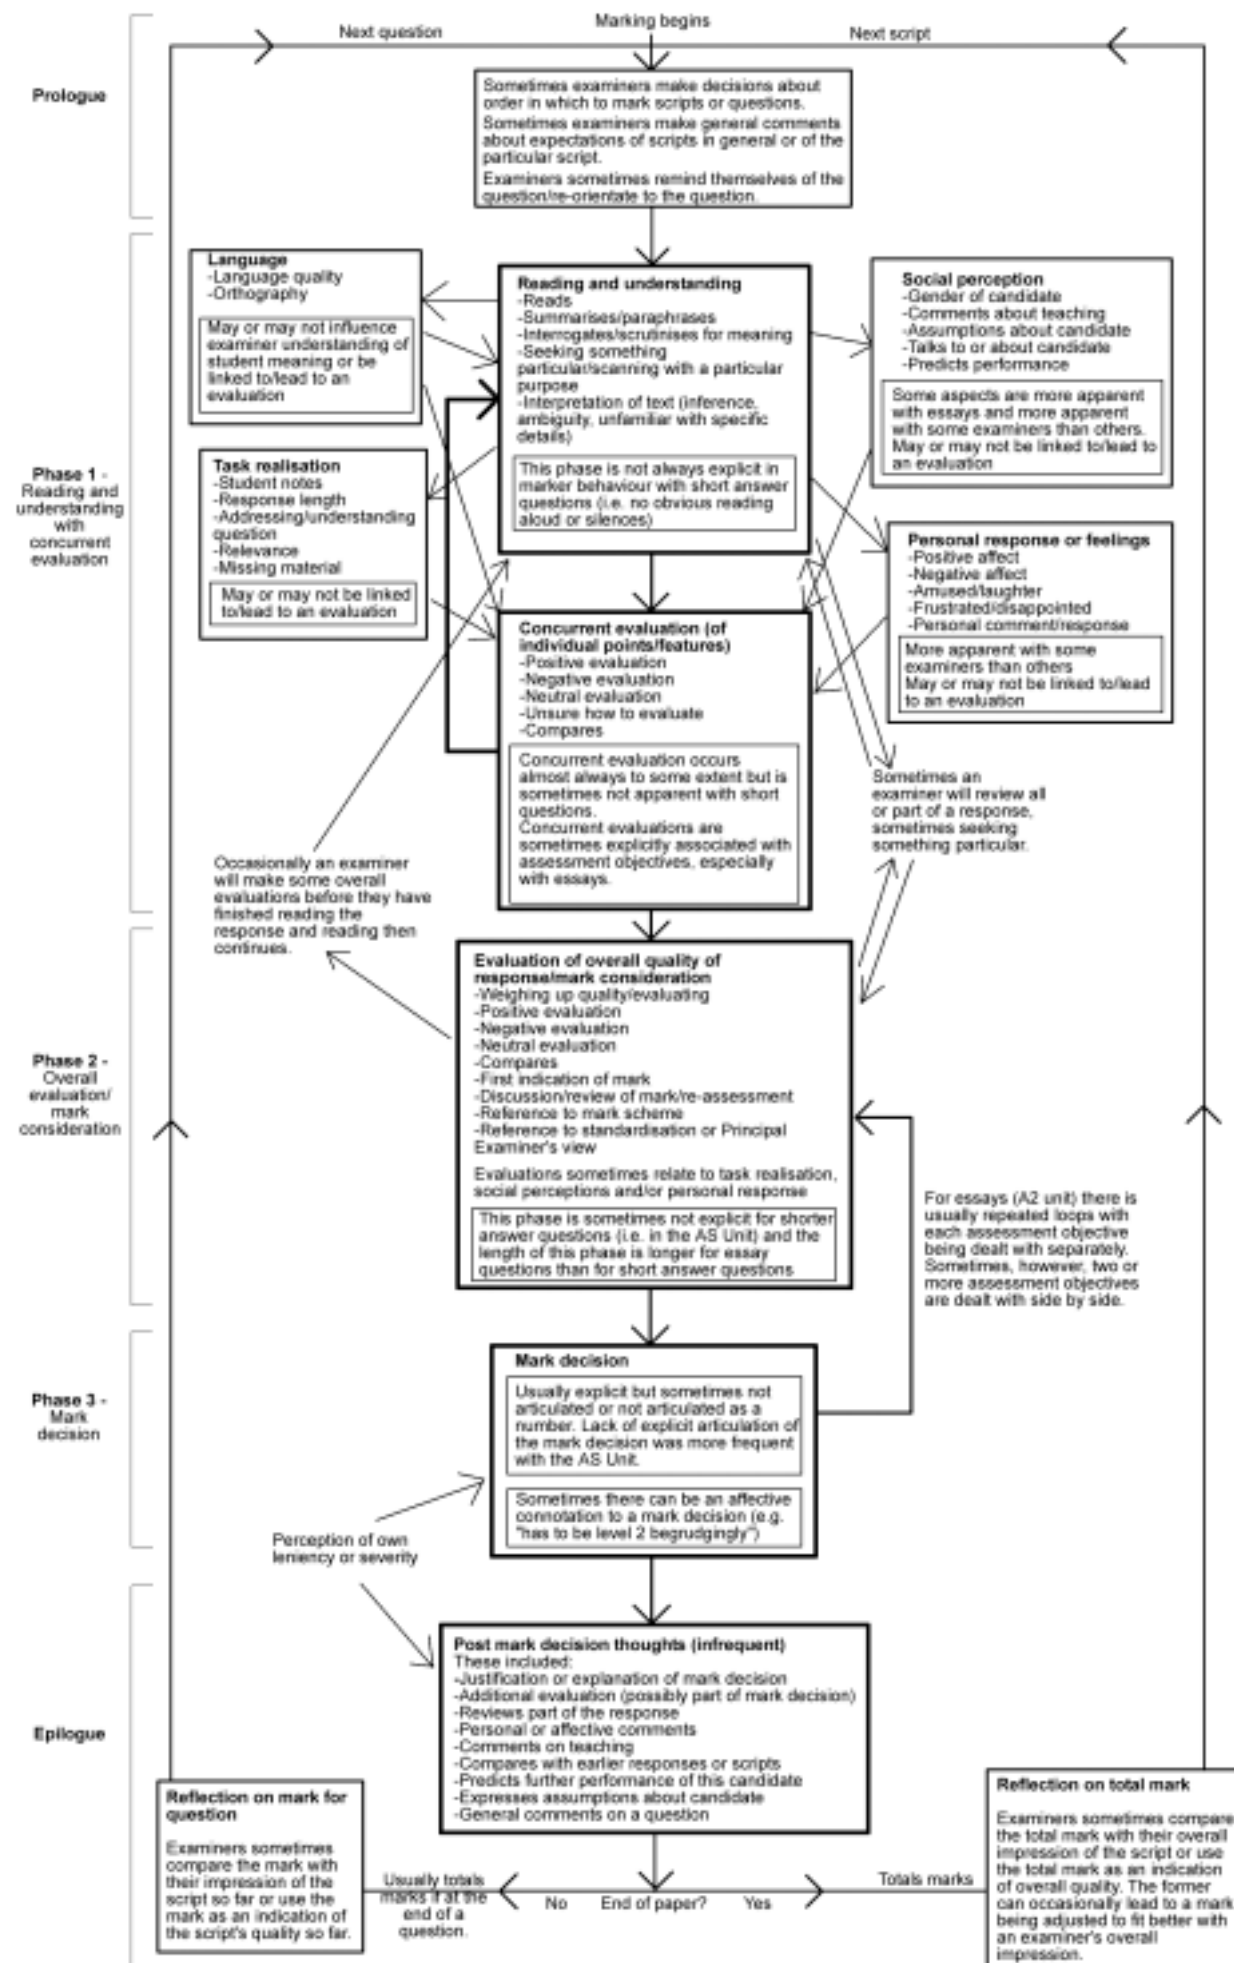 Marking begins
Next question
Next script
Prologue
Sometimes examiners make decisions about
order in which to mark scripts or questions.
Sometimes examiners make general comments
about expectations of scripts in general or of the
particular script.
Examiners sometimes remind themselves of the
question/re-orientate to the question.
Phase 1 -
Reading and
understanding
with
concurrent
evaluation
Language
-Language quality
-Orthography
May or may not influence
examiner understanding of
student meaning or be
linked to/lead to an
evaluation
Reading and understanding
-Reads
-Summarises/paraphrases
-Interrogates/scrutinises for meaning
-Seeking something
particular/scanning with a particular
purpose
-Interpretation of text (inference,
ambiguity, unfamiliar with specific
details)
This phase is not always explicit in
marker behaviour with short answer
questions (i.e. no obvious reading
aloud or silences)
Social perception
-Gender of candidate
-Comments about teaching
-Assumptions about candidate
-Talks to or about candidate
-Predicts performance
Some aspects are more apparent
with essays and more apparent
with some examiners than others.
May or may not be linked to/lead to
an evaluation
Task realisation
-Student notes
-Response length
-Addressing/understanding
question
-Relevance
-Missing material
May or may not be linked
to/lead to an evaluation
Personal response or feelings
-Positive affect
-Negative affect
-Amused/laughter
-Frustrated/disappointed
-Personal comment/response
More apparent with some
examiners than others
May or may not be linked to/lead
to an evaluation
Concurrent evaluation (of
individual points/features)
-Positive evaluation
-Negative evaluation
-Neutral evaluation
-Unsure how to evaluate
-Compares
Concurrent evaluation occurs
almost always to some extent but is
sometimes not apparent with short
questions.
Concurrent evaluations are
sometimes explicitly associated with
assessment objectives, especially
with essays.
Sometimes an
examiner will review all
or part of a response,
sometimes seeking
something particular.
Occasionally an examiner
will make some overall
evaluations before they have
finished reading the
response and reading then
continues.
Phase 2 -
Overall
evaluation/
mark
consideration
Evaluation of overall quality of
response/mark consideration
-Weighing up quality/evaluating
-Positive evaluation
-Negative evaluation
-Neutral evaluation
-Compares
-First indication of mark
-Discussion/review of mark/re-assessment
-Reference to mark scheme
-Reference to standardisation or Principal
Examiner's view
Evaluations sometimes relate to task realisation,
social perceptions and/or personal response
This phase is sometimes not explicit for shorter
answer questions (i.e. in the AS Unit) and the
length of this phase is longer for essay
questions than for short answer questions
For essays (A2 unit) there is
usually repeated loops with
each assessment objective
being dealt with separately.
Sometimes, however, two or
more assessment objectives
are dealt with side by side.
Phase 3 -
Mark
decision
Mark decision
Usually explicit but sometimes not
articulated or not articulated as a
number. Lack of explicit articulation of
the mark decision was more frequent
with the AS Unit.
Sometimes there can be an affective
connotation to a mark decision (e.g.
"has to be level 2 begrudgingly")
Perception of own
leniency or severity
Epilogue
Post mark decision thoughts (infrequent)
These included:
-Justification or explanation of mark decision
-Additional evaluation (possibly part of mark decision)
-Reviews part of the response
-Personal or affective comments
-Comments on teaching
-Compares with earlier responses or scripts
-Predicts further performance of this candidate
-Expresses assumptions about candidate
-General comments on a question
Reflection on mark for
question
Examiners sometimes
compare the mark with
their impression of the
script so far or use the
mark as an indication of
the script's quality so far.
Usually totals
marks if at the
end of a
question.
No
End of paper?
Yes
Totals marks
Reflection on total mark
Examiners sometimes compare
the total mark with their overall
impression of the script or use
the total mark as an indication
of overall quality. The former
can occasionally lead to a mark
being adjusted to fit better with
an examiner's overall
impression.